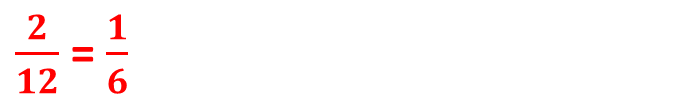 2/12 = 1/6